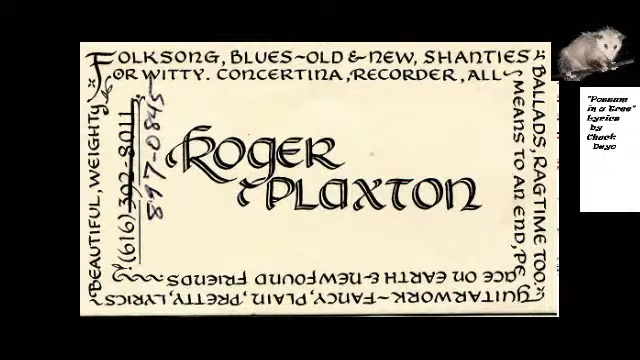 FOLKSONG, BLUES~OLD & NEW, SHANTIES
BALLADS, RAGTIME TOO.
GUITARWORK~FANCY, PLAIN, PRETTY, LYRICS
BEAUTIFUL, WEIGHTY
OR WITTY. CONCERTINA, RECORDER, ALL
MEANS TO AN END, PE
ACE ON EARTH & NEWFOUND FRIENDS
(616) 392-8011
897-0845
ROGER
PLAXTON
"Possum
in a Tree"
Lyrics
by
Chuck
Dayo